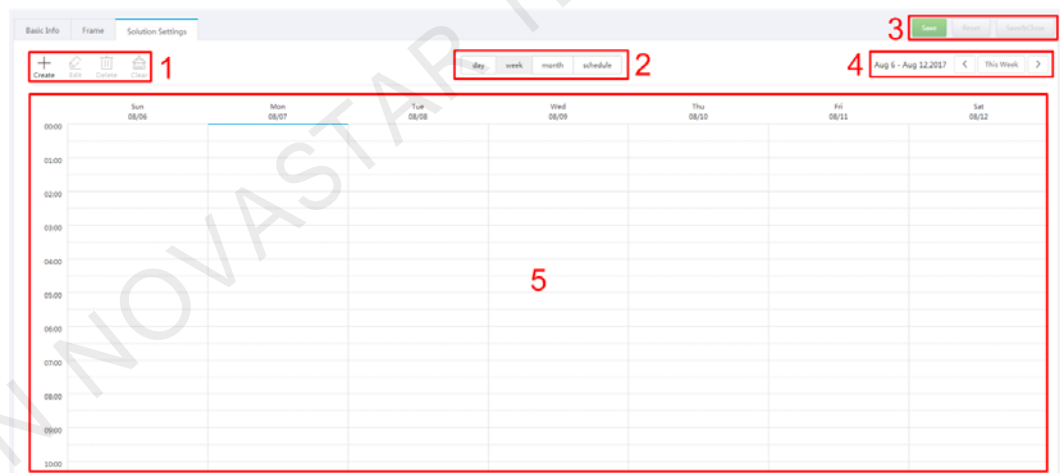 Basic Info Frame Solution Settings
3 Save Reset Save&Close
Create Edit Delete Clear 1
day week month schedule 2
4 Aug 6 - Aug 12,2017 < This Week >
Sun Mon Tue Wed Thu Fri Sat
08/06 08/07 08/08 08/09 08/10 08/11 08/12
00:00
01:00
02:00
03:00
04:00
5
05:00
06:00
07:00
08:00
09:00
10:00
N NOVASTAR